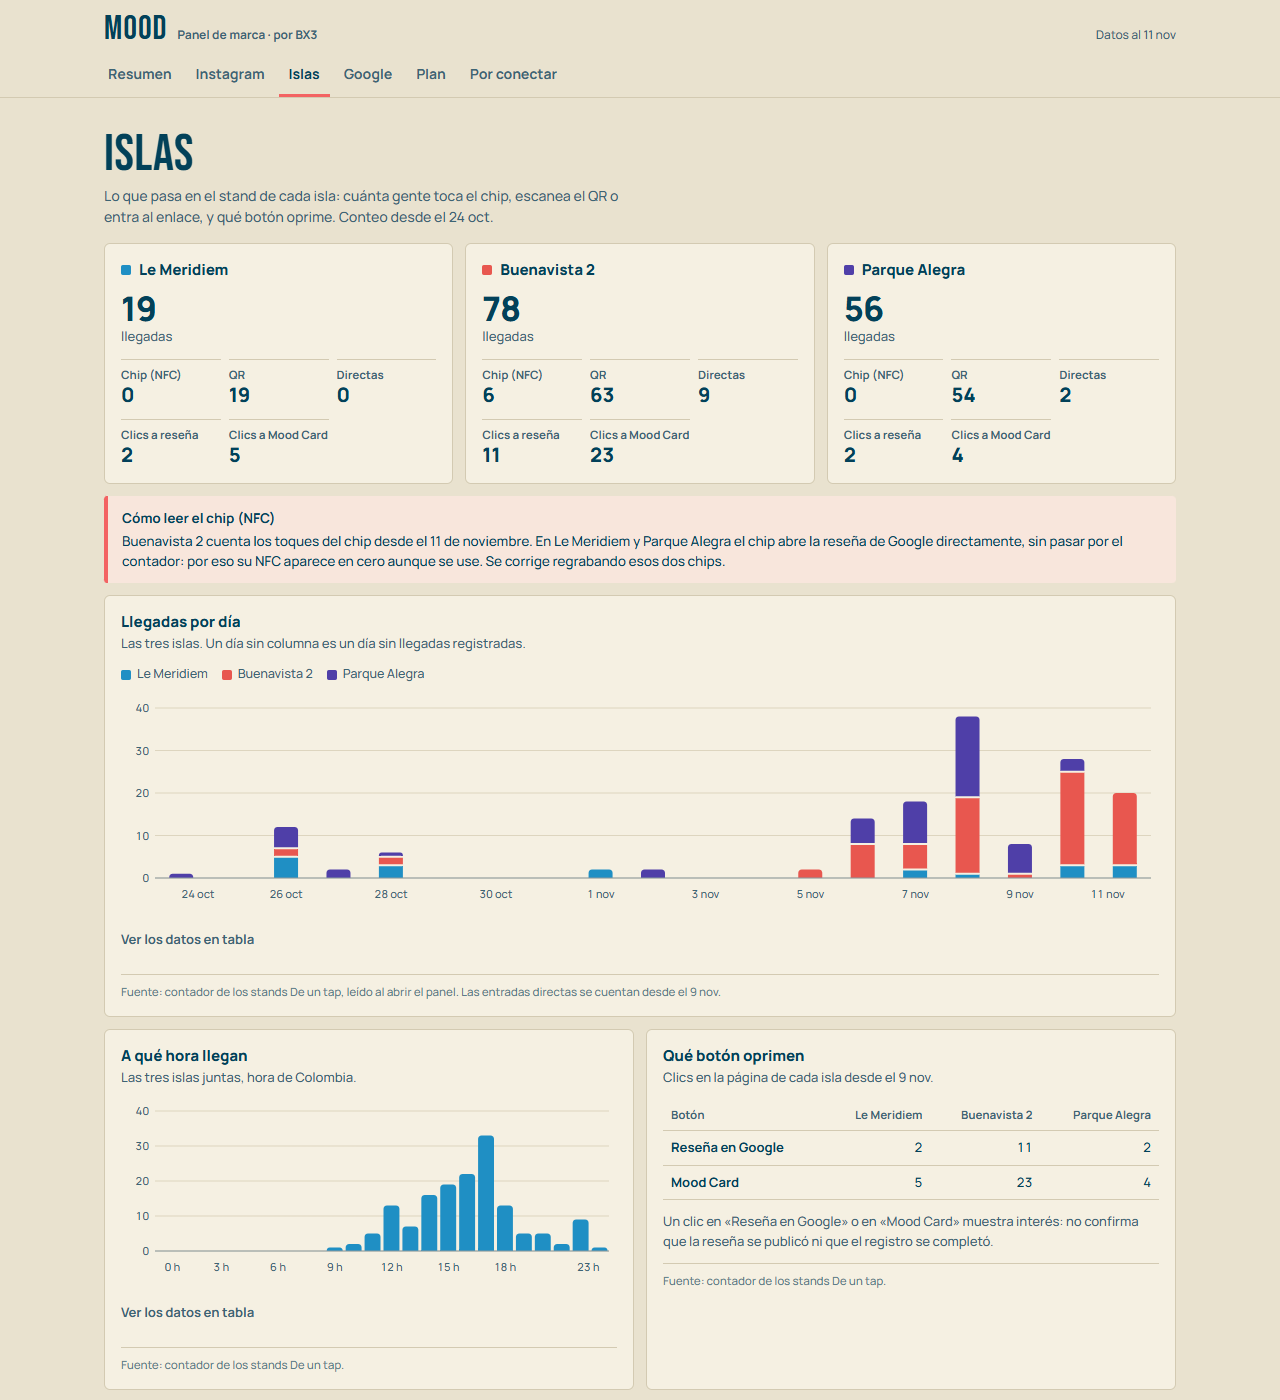 MOOD Panel de marca · por BX3
Datos al 11 nov
Resumen Instagram Islas Google Plan Por conectar
ISLAS
Lo que pasa en el stand de cada isla: cuánta gente toca el chip, escanea el QR o
entra al enlace, y qué botón oprime. Conteo desde el 24 oct.
Le Meridiem
19
llegadas
Chip (NFC) QR Directas
0 19 0
Clics a reseña Clics a Mood Card
2 5
Buenavista 2
78
llegadas
Chip (NFC) QR Directas
6 63 9
Clics a reseña Clics a Mood Card
11 23
Parque Alegra
56
llegadas
Chip (NFC) QR Directas
0 54 2
Clics a reseña Clics a Mood Card
2 4
Cómo leer el chip (NFC)
Buenavista 2 cuenta los toques del chip desde el 11 de noviembre. En Le Meridiem y Parque Alegra el chip abre la reseña de Google directamente, sin pasar por el
contador: por eso su NFC aparece en cero aunque se use. Se corrige regrabando esos dos chips.
Llegadas por día
Las tres islas. Un día sin columna es un día sin llegadas registradas.
Le Meridiem Buenavista 2 Parque Alegra
40
30
20
10
0
24 oct 26 oct 28 oct 30 oct 1 nov 3 nov 5 nov 7 nov 9 nov 11 nov
Ver los datos en tabla
Fuente: contador de los stands De un tap, leído al abrir el panel. Las entradas directas se cuentan desde el 9 nov.
A qué hora llegan
Las tres islas juntas, hora de Colombia.
40
30
20
10
0
0 h 3 h 6 h 9 h 12 h 15 h 18 h 23 h
Ver los datos en tabla
Fuente: contador de los stands De un tap.
Qué botón oprimen
Clics en la página de cada isla desde el 9 nov.
Botón Le Meridiem Buenavista 2 Parque Alegra
Reseña en Google 2 11 2
Mood Card 5 23 4
Un clic en «Reseña en Google» o en «Mood Card» muestra interés: no confirma
que la reseña se publicó ni que el registro se completó.
Fuente: contador de los stands De un tap.